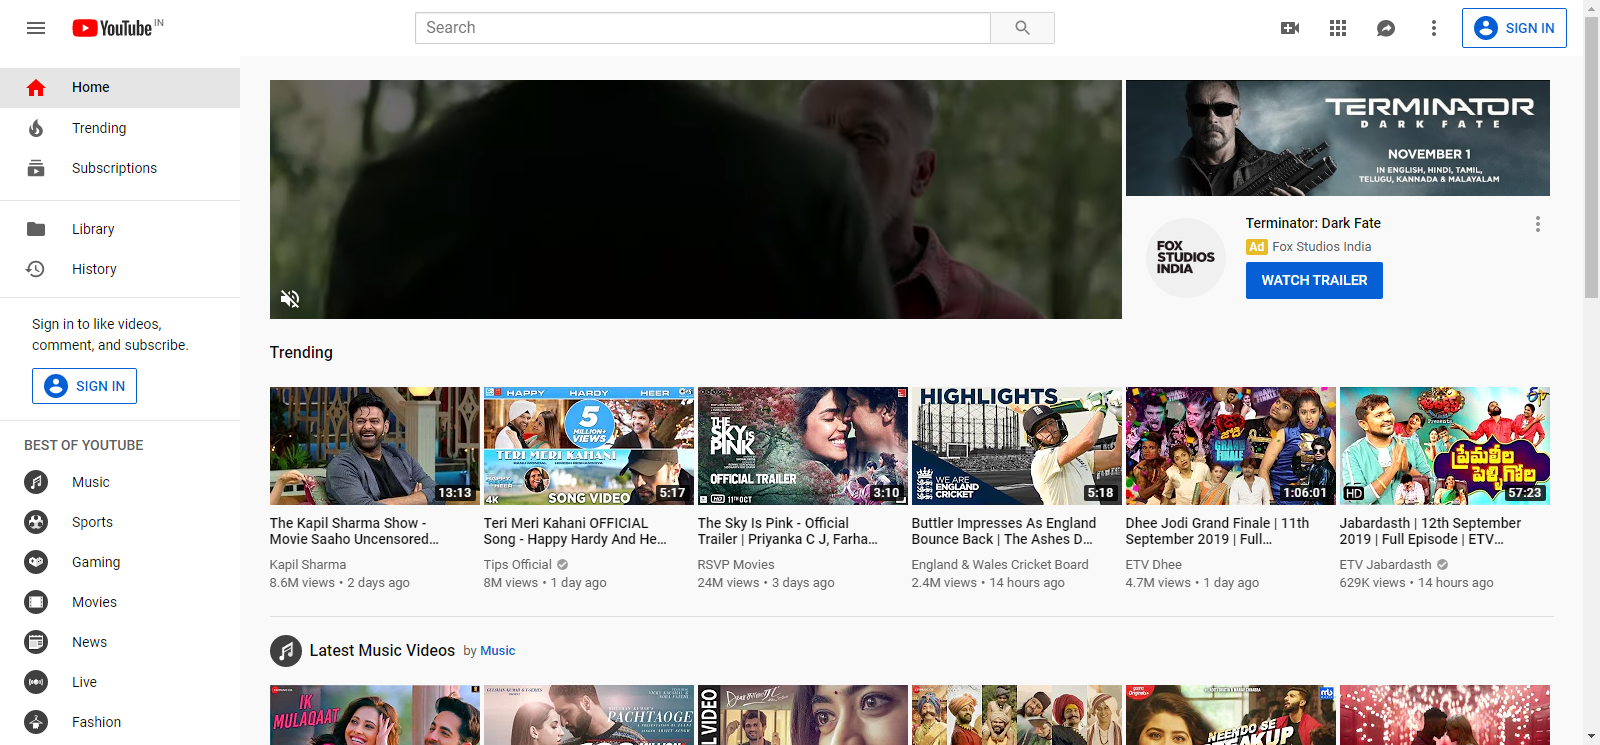 YouTube IN
Search
SIGN IN
Home
Trending
Subscriptions
Library
History
Sign in to like videos,
comment, and subscribe.
SIGN IN
BEST OF YOUTUBE
Music
Sports
Gaming
Movies
News
Live
Fashion
TERMINATOR
DARK FATE
NOVEMBER 1
IN ENGLISH, HINDI, TAMIL,
TELUGU, KANNADA & MALAYALAM
FOX
STUDIOS
INDIA
Terminator: Dark Fate
Ad Fox Studios India
WATCH TRAILER
Trending
13:13
The Kapil Sharma Show -
Movie Saaho Uncensored...
Kapil Sharma
8.6M views • 2 days ago
HAPPY HARDY HEER
5
MILLION+
VIEWS
TERI MERI KAHANI
HAPPY
HEER
4K SONG VIDEO
5:17
Teri Meri Kahani OFFICIAL
Song - Happy Hardy And He...
Tips Official
8M views • 1 day ago
THE
SKY IS
PINK
OFFICIAL TRAILER
HD 11TH OCT
3:10
The Sky Is Pink - Official
Trailer | Priyanka C J, Farha...
RSVP Movies
24M views • 3 days ago
HIGHLIGHTS
WE ARE
ENGLAND
CRICKET
5:18
Buttler Impresses As England
Bounce Back | The Ashes D...
England & Wales Cricket Board
2.4M views • 14 hours ago
GRAND
FINALE
1:06:01
Dhee Jodi Grand Finale | 11th
September 2019 | Full...
ETV Dhee
4.7M views • 1 day ago
Presents
ప్రేమలీల
పెళ్ళిగోల
HD
57:23
Jabardasth | 12th September
2019 | Full Episode | ETV...
ETV Jabardasth
629K views • 14 hours ago
Latest Music Videos by Music
IK
MULAQAAT
PACHTAOGE
L VIDEO
NEENDO SE
BREAKUP